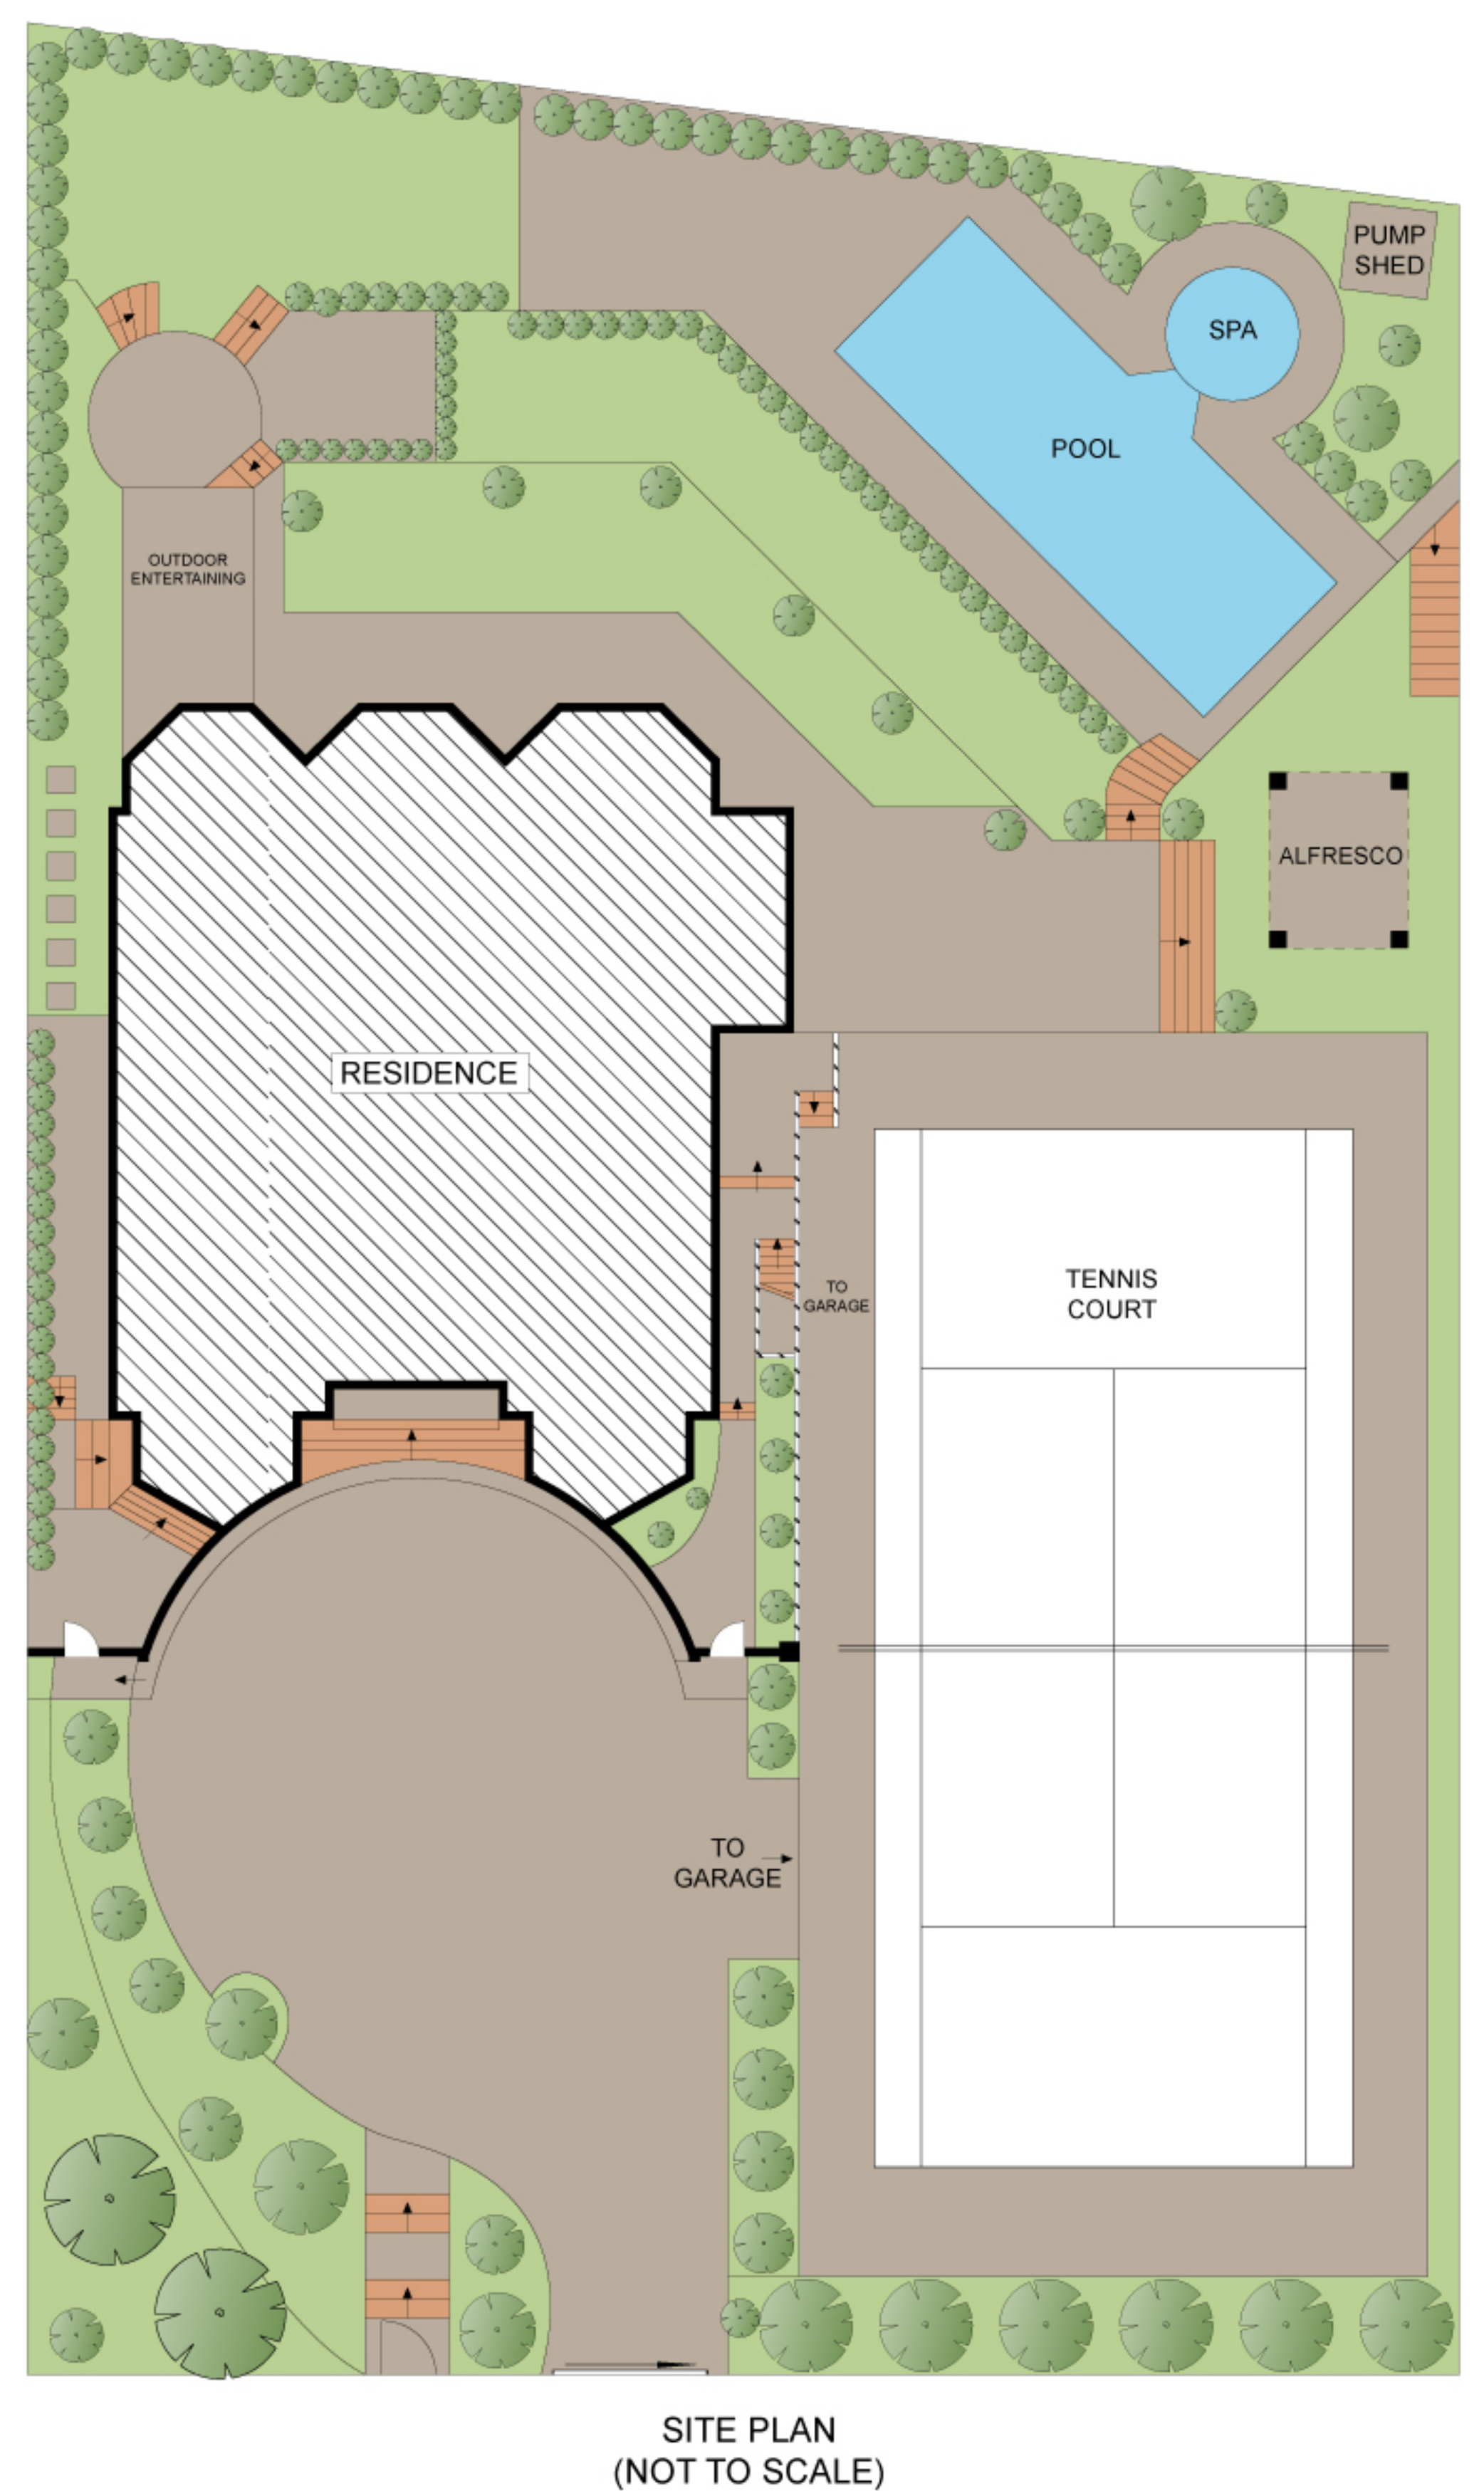 PUMP
SHED
SPA
POOL
OUTDOOR
ENTERTAINING
ALFRESCO
RESIDENCE
TENNIS
COURT
TO
GARAGE
TO
GARAGE
SITE PLAN
(NOT TO SCALE)